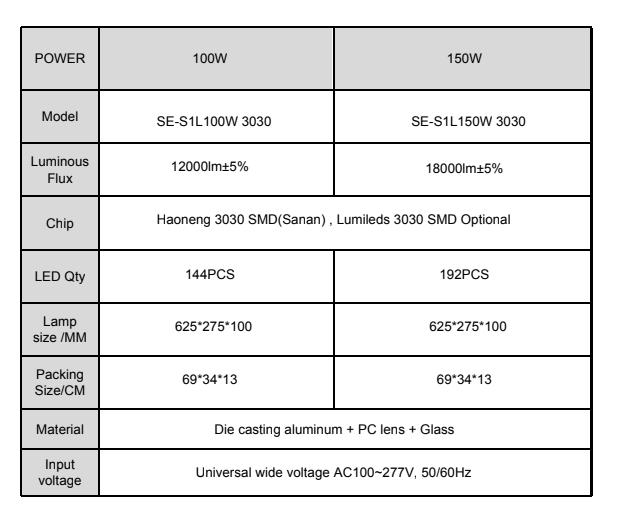 POWER 100W 150W
Model SE-S1L100W 3030 SE-S1L150W 3030
Luminous
Flux 12000lm±5% 18000lm±5%
Chip Haoneng 3030 SMD(Sanan) , Lumileds 3030 SMD Optional
LED Qty 144PCS 192PCS
Lamp
size /MM 625*275*100 625*275*100
Packing
Size/CM 69*34*13 69*34*13
Material Die casting aluminum + PC lens + Glass
Input
voltage Universal wide voltage AC100~277V, 50/60Hz